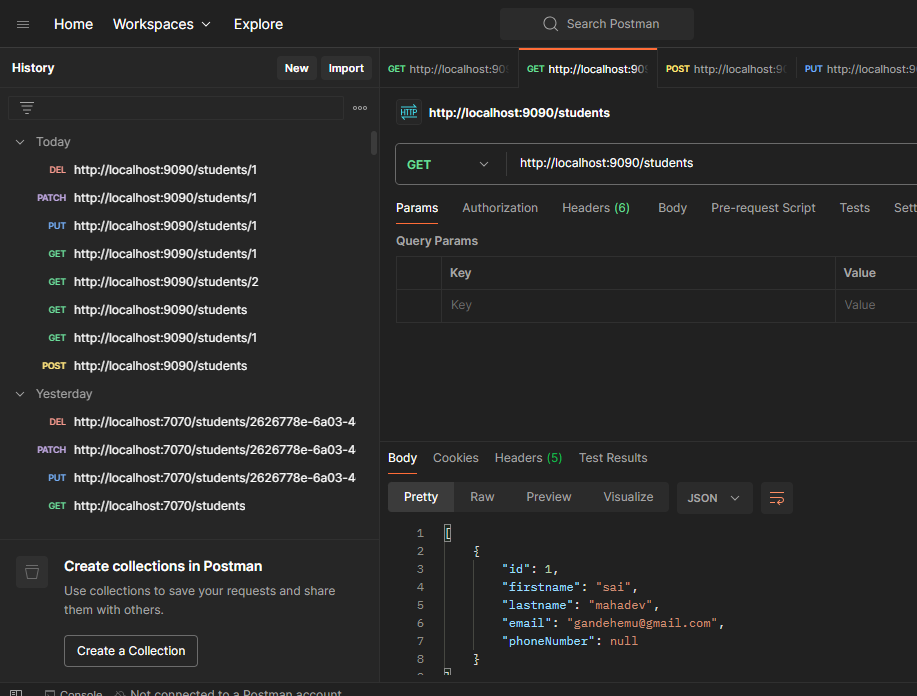 Home Workspaces Explore Search Postman
History New Import
GET http://localhost:909 GET http://localhost:909 POST http://localhost:90 PUT http://localhost:9
HTTP http://localhost:9090/students
Today
DEL http://localhost:9090/students/1
PATCH http://localhost:9090/students/1
PUT http://localhost:9090/students/1
GET http://localhost:9090/students/1
GET http://localhost:9090/students/2
GET http://localhost:9090/students
GET http://localhost:9090/students/1
POST http://localhost:9090/students
Yesterday
DEL http://localhost:7070/students/2626778e-6a03-4
PATCH http://localhost:7070/students/2626778e-6a03-4
PUT http://localhost:7070/students/2626778e-6a03-4
GET http://localhost:7070/students
Create collections in Postman
Use collections to save your requests and share
them with others.
Create a Collection
GET http://localhost:9090/students
Params Authorization Headers (6) Body Pre-request Script Tests Sett
Query Params
Key Value
Key Value
Body Cookies Headers (5) Test Results
Pretty Raw Preview Visualize JSON
1 [
2 {
3 "id": 1,
4 "firstname": "sai",
5 "lastname": "mahadev",
6 "email": "gandehemu@gmail.com",
7 "phoneNumber": null
8 }
Console Not connected to a Postman account